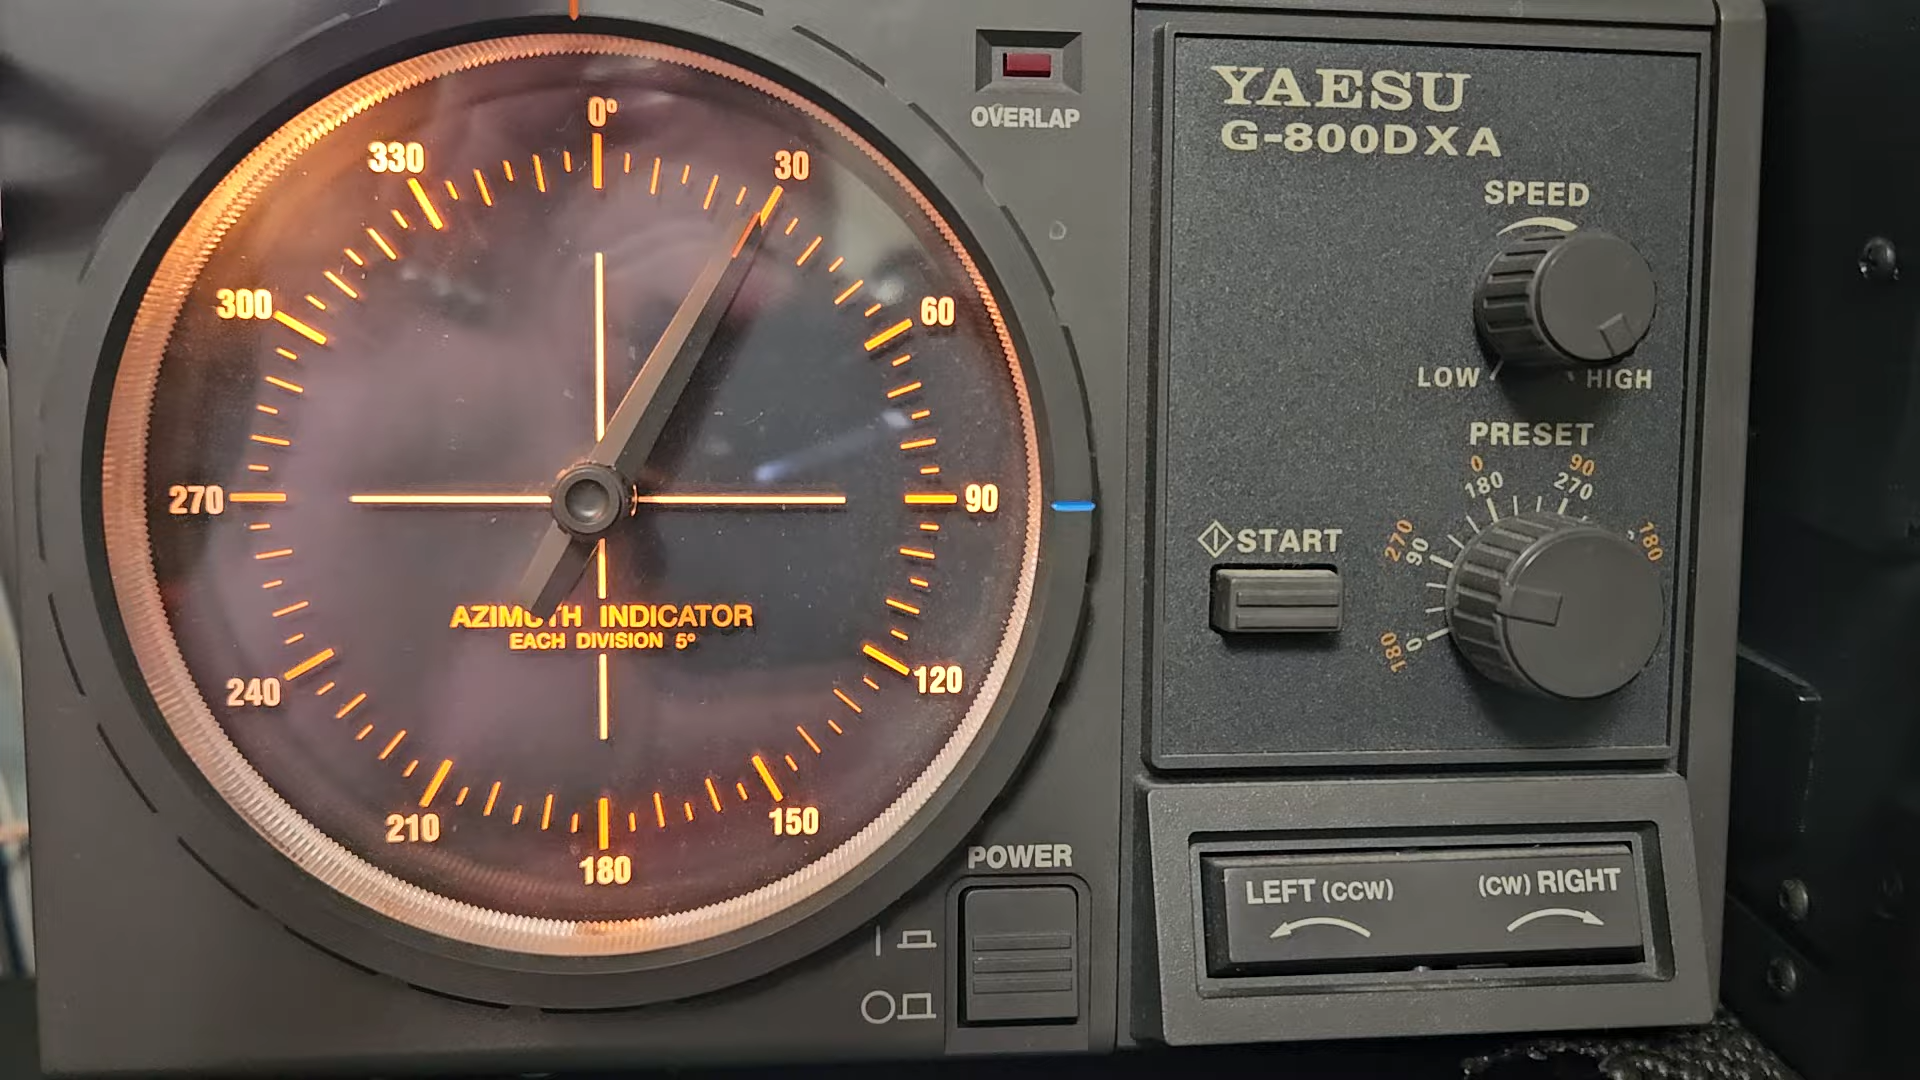 0°
30
60
90
120
150
180
210
240
270
300
330
AZIMUTH INDICATOR
EACH DIVISION 5°
OVERLAP
POWER
YAESU
G-800DXA
SPEED
LOW HIGH
PRESET
0 90
180 270
270 180
90
180 0
START
LEFT (CCW) (CW) RIGHT